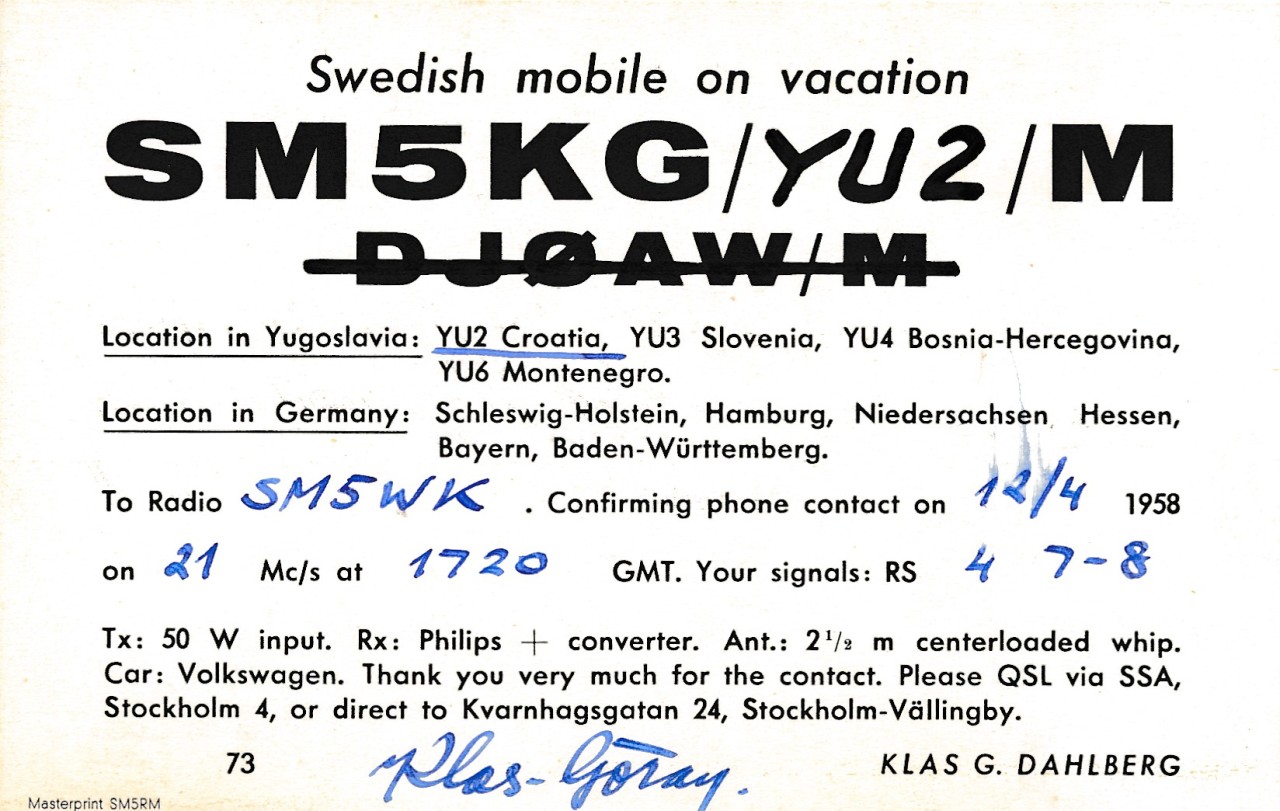 Swedish mobile on vacation
SM5KG/YU2/M
DJØAW/M
Location in Yugoslavia: YU2 Croatia, YU3 Slovenia, YU4 Bosnia-Hercegovina,
YU6 Montenegro.
Location in Germany: Schleswig-Holstein, Hamburg, Niedersachsen Hessen,
Bayern, Baden-Württemberg.
To Radio SM5WK . Confirming phone contact on 12/4 1958
on 21 Mc/s at 1720 GMT. Your signals: RS 4 7-8
Tx: 50 W input. Rx: Philips + converter. Ant.: 2 1/2 m centerloaded whip.
Car: Volkswagen. Thank you very much for the contact. Please QSL via SSA,
Stockholm 4, or direct to Kvarnhagsgatan 24, Stockholm-Vällingby.
73 Klas-Göran. KLAS G. DAHLBERG
Masterprint SM5RM